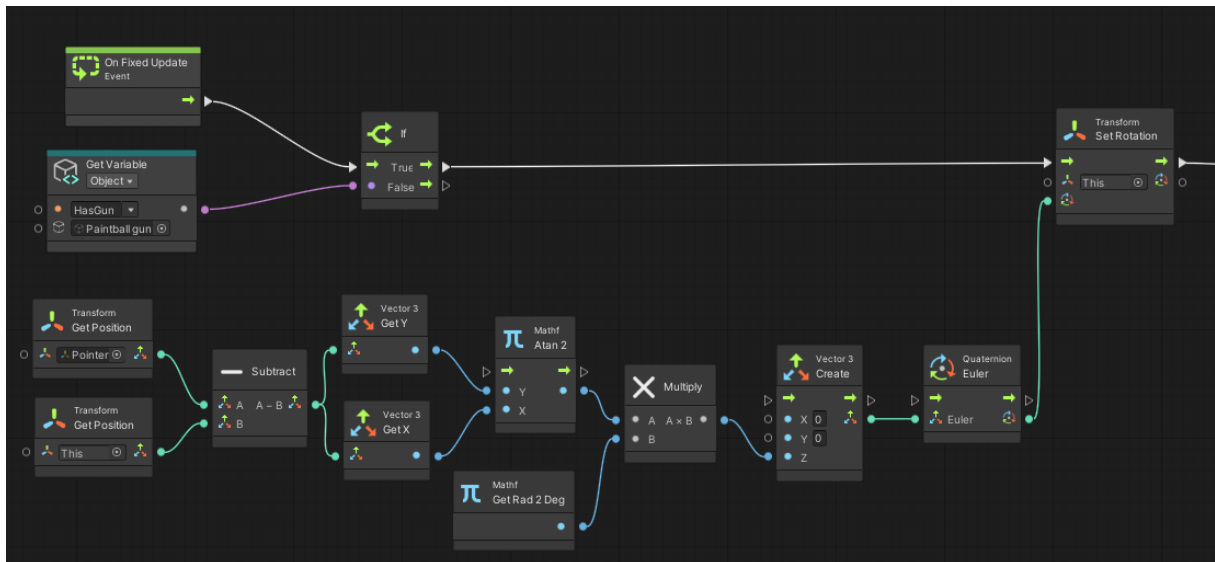 On Fixed Update
Event
Get Variable
Object
HasGun
Paintball gun
If
True
False
Transform
Set Rotation
This
Transform
Get Position
Pointer
Transform
Get Position
This
Subtract
A A − B
B
Vector 3
Get Y
Vector 3
Get X
Mathf
Atan 2
Y
X
Mathf
Get Rad 2 Deg
Multiply
A A × B
B
Vector 3
Create
X 0
Y 0
Z
Quaternion
Euler
Euler